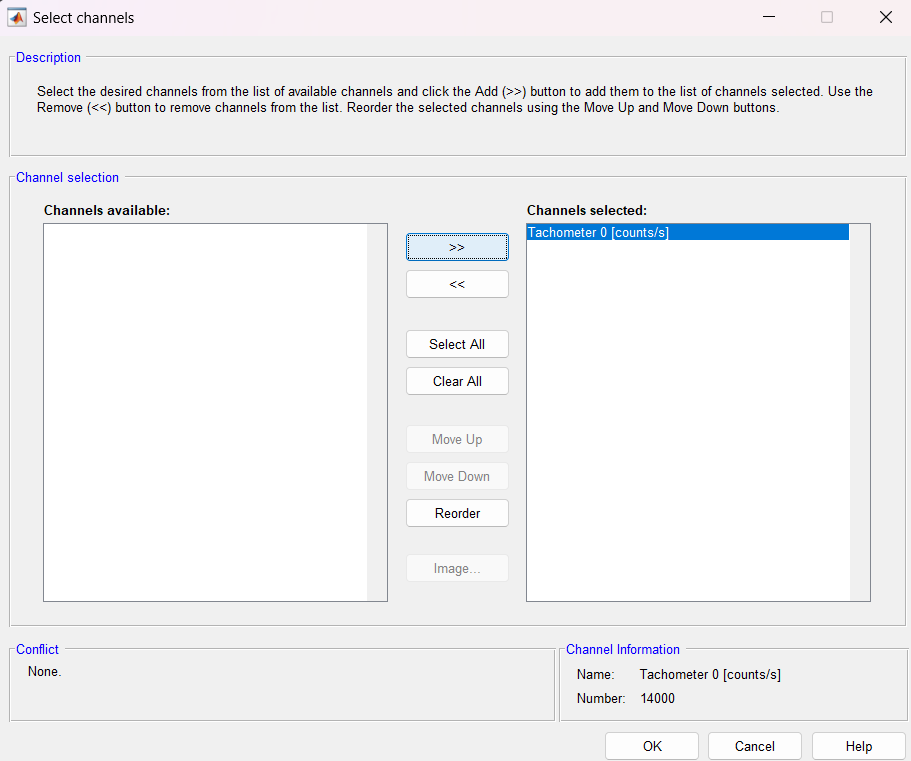 Select channels
Description
Select the desired channels from the list of available channels and click the Add (>>) button to add them to the list of channels selected. Use the
Remove (<<) button to remove channels from the list. Reorder the selected channels using the Move Up and Move Down buttons.
Channel selection
Channels available:
Channels selected:
Tachometer 0 [counts/s]
>>
<<
Select All
Clear All
Move Up
Move Down
Reorder
Image...
Conflict
None.
Channel Information
Name: Tachometer 0 [counts/s]
Number: 14000
OK
Cancel
Help